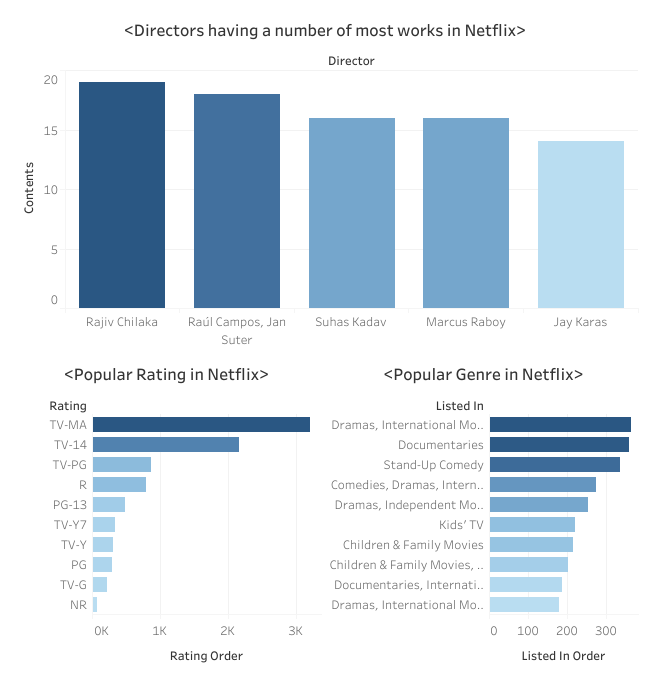 <Directors having a number of most works in Netflix>
Director
20
15
10
5
0
Contents
Rajiv Chilaka
Raúl Campos, Jan
Suter
Suhas Kadav
Marcus Raboy
Jay Karas
<Popular Rating in Netflix>
Rating
TV-MA
TV-14
TV-PG
R
PG-13
TV-Y7
TV-Y
PG
TV-G
NR
0K 1K 2K 3K
Rating Order
<Popular Genre in Netflix>
Listed In
Dramas, International Mo..
Documentaries
Stand-Up Comedy
Comedies, Dramas, Intern..
Dramas, Independent Mo..
Kids' TV
Children & Family Movies
Children & Family Movies, ..
Documentaries, Internati..
Dramas, International Mo..
0 100 200 300
Listed In Order